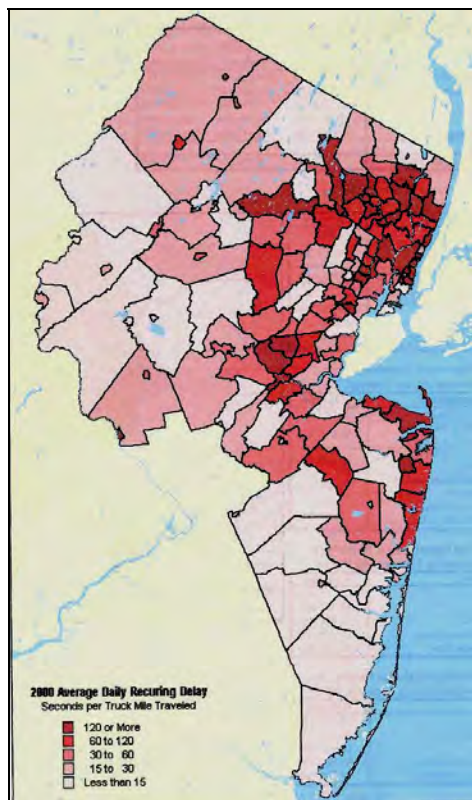 2000 Average Daily Recuring Delay
Seconds per Truck Mile Traveled
120 or More
60 to 120
30 to 60
15 to 30
Less than 15